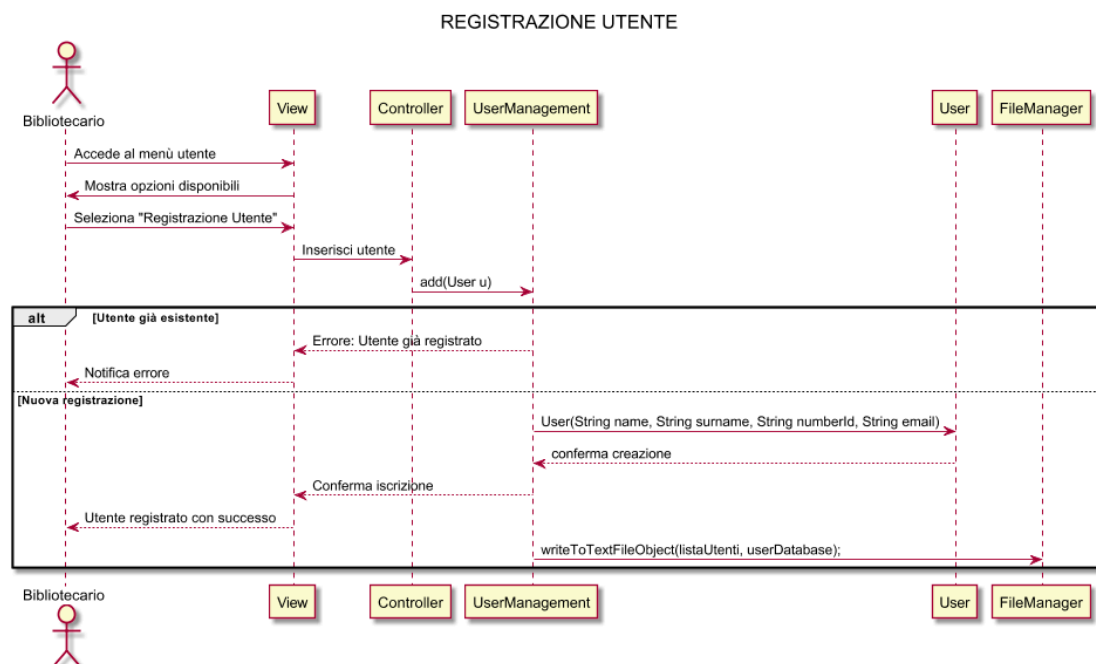 REGISTRAZIONE UTENTE
Bibliotecario
View
Controller
UserManagement
User
FileManager
Accede al menù utente
Mostra opzioni disponibili
Seleziona "Registrazione Utente"
Inserisci utente
add(User u)
alt
[Utente già esistente]
Errore: Utente già registrato
Notifica errore
[Nuova registrazione]
User(String name, String surname, String numberId, String email)
conferma creazione
Conferma iscrizione
Utente registrato con successo
writeToTextFileObject(listaUtenti, userDatabase);
Bibliotecario
View
Controller
UserManagement
User
FileManager